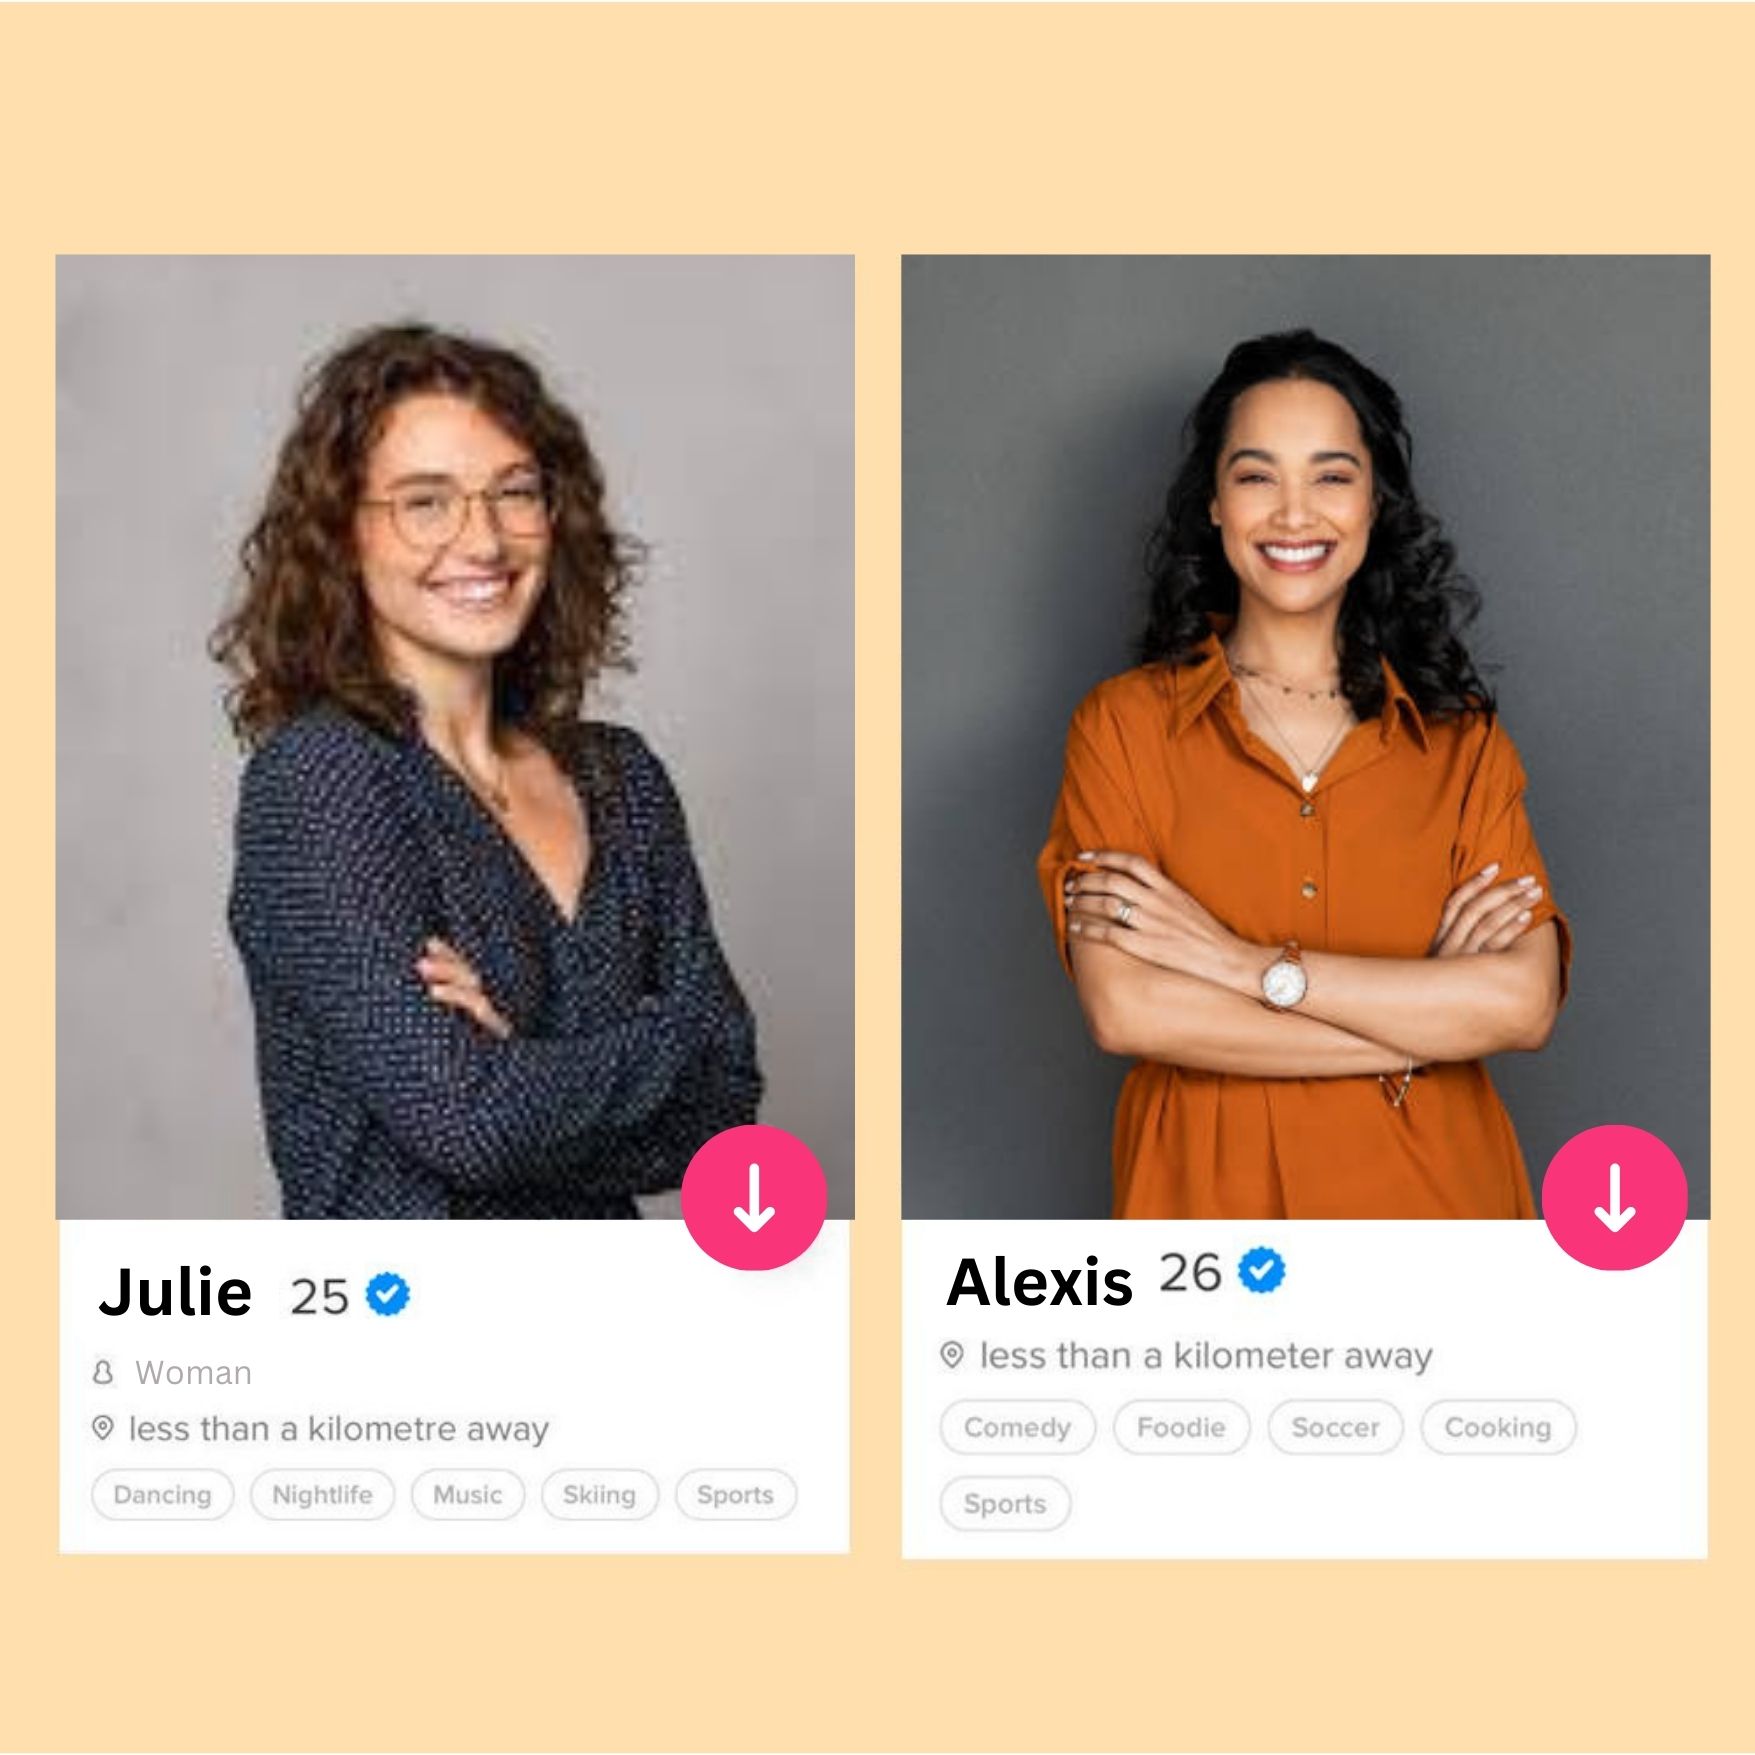 Julie 25
Woman
less than a kilometre away
Dancing Nightlife Music Skiing Sports
Alexis 26
less than a kilometer away
Comedy Foodie Soccer Cooking
Sports